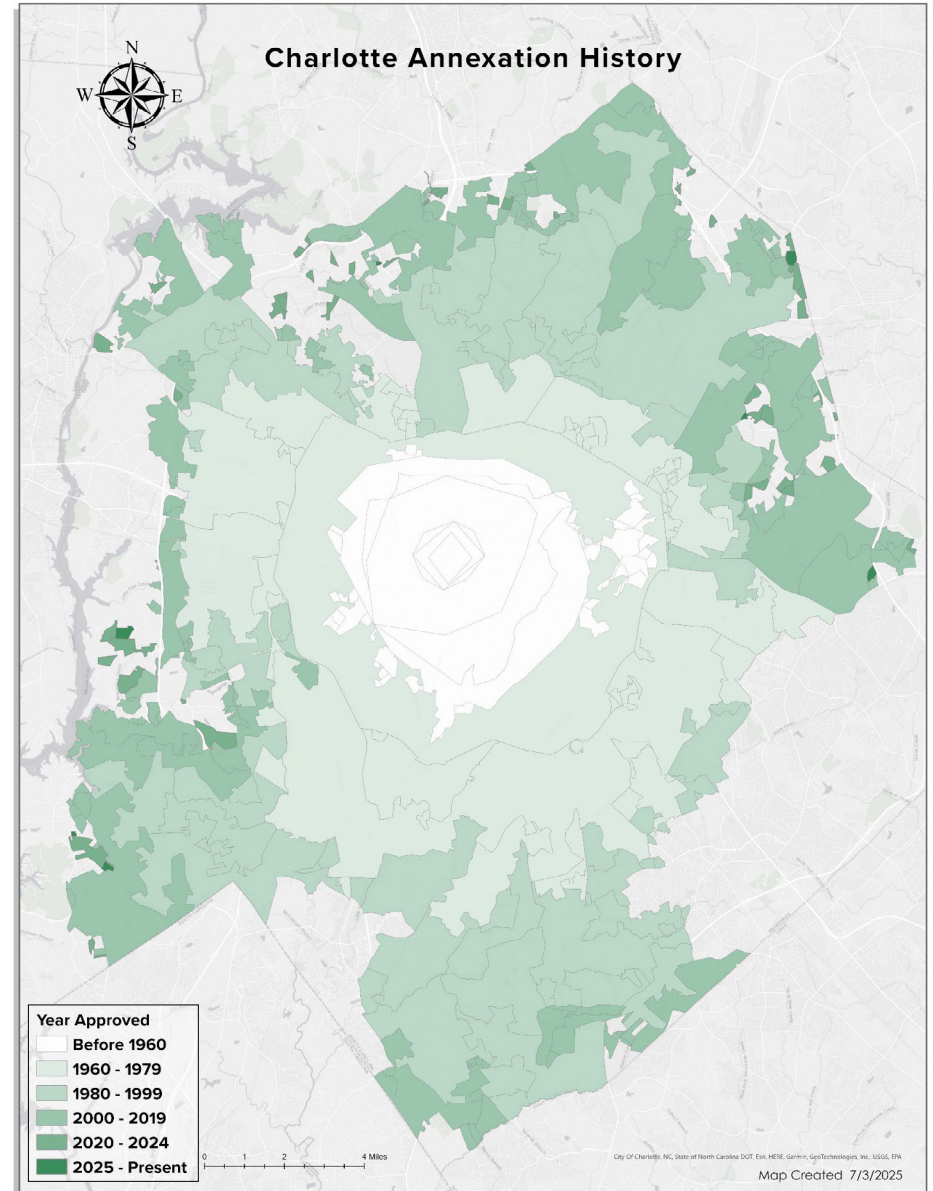 Charlotte Annexation History
N
W E
S
Year Approved
Before 1960
1960 - 1979
1980 - 1999
2000 - 2019
2020 - 2024
2025 - Present
0 1 2 4 Miles
City Of Charlotte, NC, State of North Carolina DOT, Esri, HERE, Garmin, GeoTechnologies, Inc., USGS, EPA
Map Created 7/3/2025